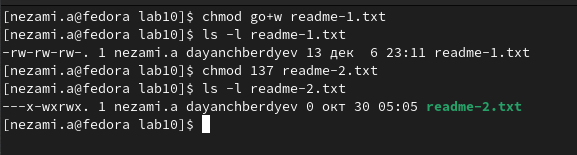 [nezami.a@fedora lab10]$ chmod go+w readme-1.txt
[nezami.a@fedora lab10]$ ls -l readme-1.txt
-rw-rw-rw-. 1 nezami.a dayanchberdyev 13 дек  6 23:11 readme-1.txt
[nezami.a@fedora lab10]$ chmod 137 readme-2.txt
[nezami.a@fedora lab10]$ ls -l readme-2.txt
---x-wxrwx. 1 nezami.a dayanchberdyev 0 окт 30 05:05 readme-2.txt
[nezami.a@fedora lab10]$